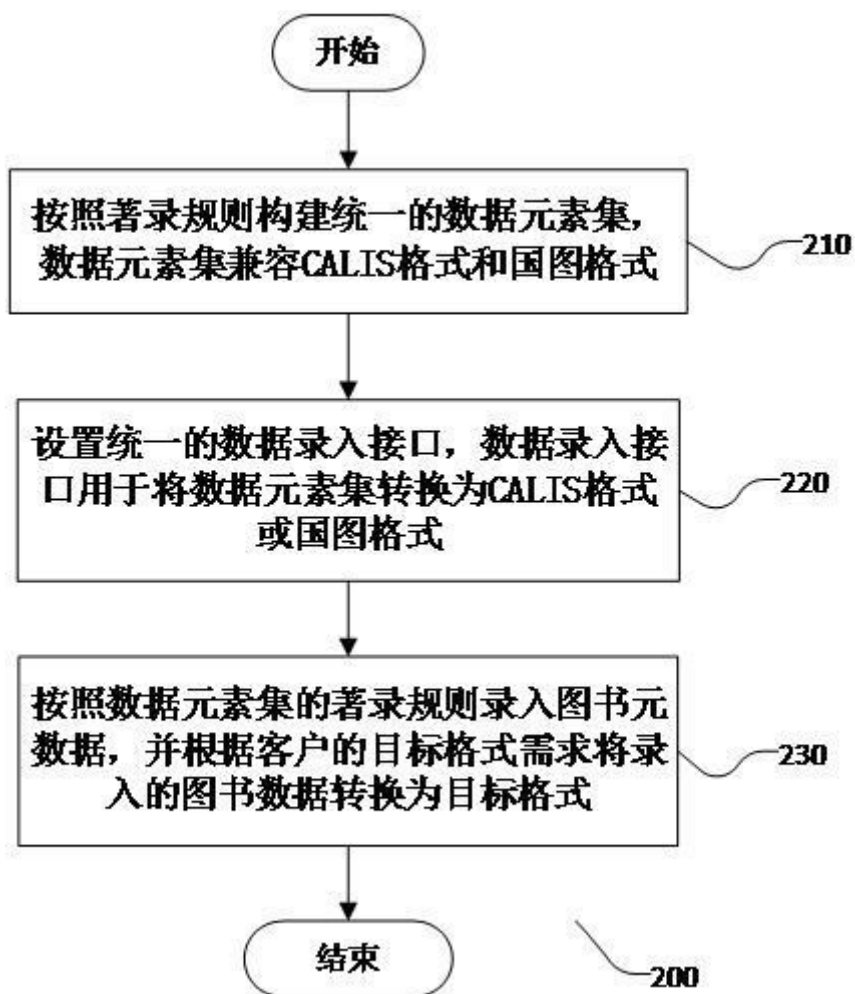 开始
按照著录规则构建统一的数据元素集，
数据元素集兼容CALIS格式和国图格式
210
设置统一的数据录入接口，数据录入接
口用于将数据元素集转换为CALIS格式
或国图格式
220
按照数据元素集的著录规则录入图书元
数据，并根据客户的目标格式需求将录
入的图书数据转换为目标格式
230
结束
200